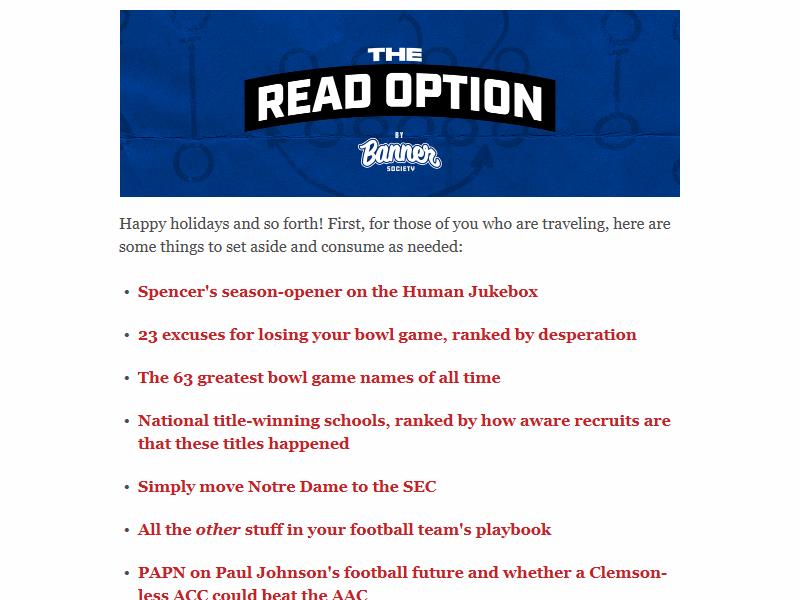 THE
READ OPTION
BY
Banner
SOCIETY
Happy holidays and so forth! First, for those of you who are traveling, here are
some things to set aside and consume as needed:
• Spencer's season-opener on the Human Jukebox
• 23 excuses for losing your bowl game, ranked by desperation
• The 63 greatest bowl game names of all time
• National title-winning schools, ranked by how aware recruits are
that these titles happened
• Simply move Notre Dame to the SEC
• All the other stuff in your football team's playbook
• PAPN on Paul Johnson's football future and whether a Clemson-
less ACC could beat the AAC